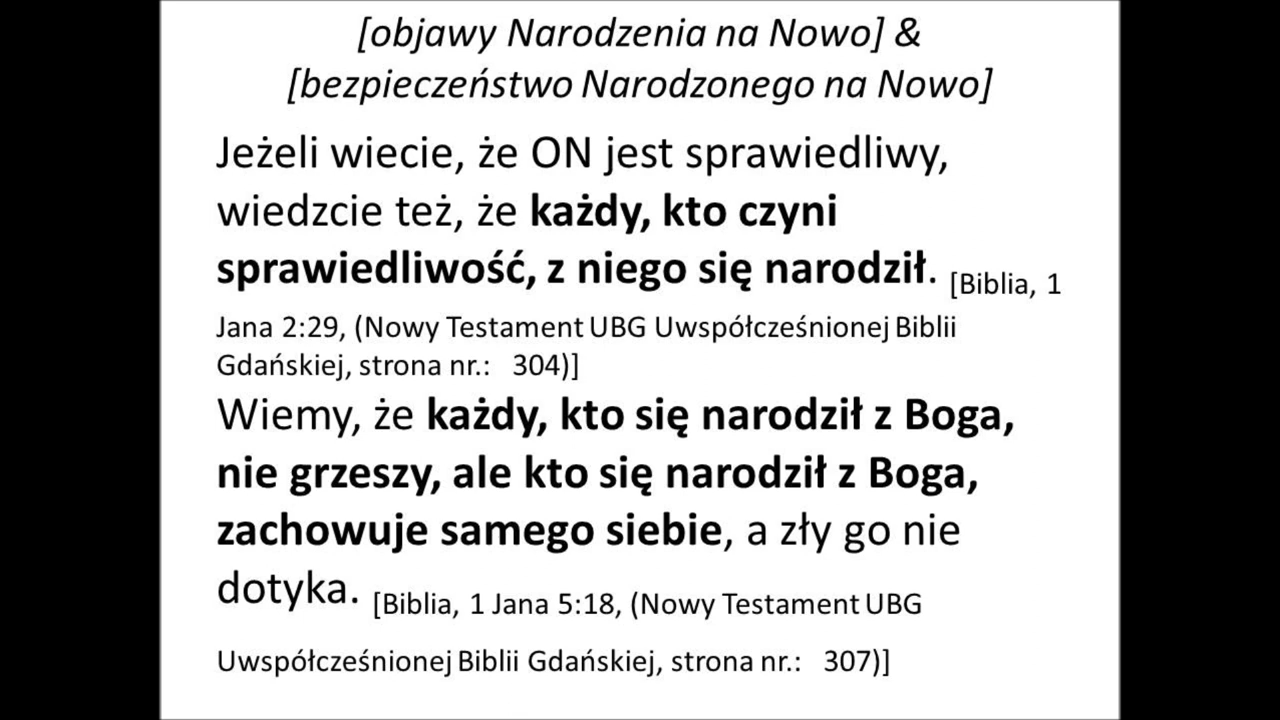 [objawy Narodzenia na Nowo] &
[bezpieczeństwo Narodzonego na Nowo]
Jeżeli wiecie, że ON jest sprawiedliwy,
wiedzcie też, że każdy, kto czyni
sprawiedliwość, z niego się narodził. [Biblia, 1
Jana 2:29, (Nowy Testament UBG Uwspółcześnionej Biblii
Gdańskiej, strona nr.: 304)]
Wiemy, że każdy, kto się narodził z Boga,
nie grzeszy, ale kto się narodził z Boga,
zachowuje samego siebie, a zły go nie
dotyka. [Biblia, 1 Jana 5:18, (Nowy Testament UBG
Uwspółcześnionej Biblii Gdańskiej, strona nr.: 307)]